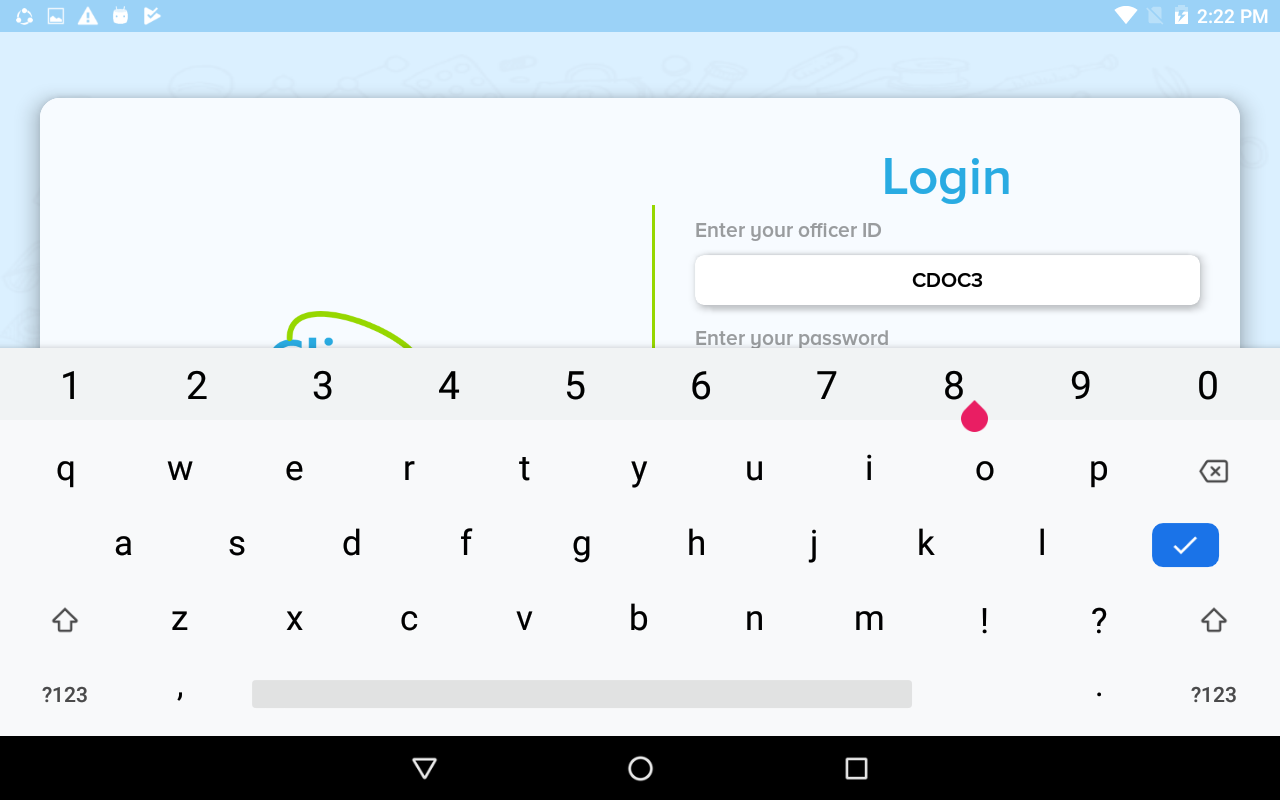 2:22 PM
Login
Enter your officer ID
CDOC3
Enter your password
Cli
1 2 3 4 5 6 7 8 9 0
q w e r t y u i o p
a s d f g h j k l
z x c v b n m ! ?
?123 , . ?123